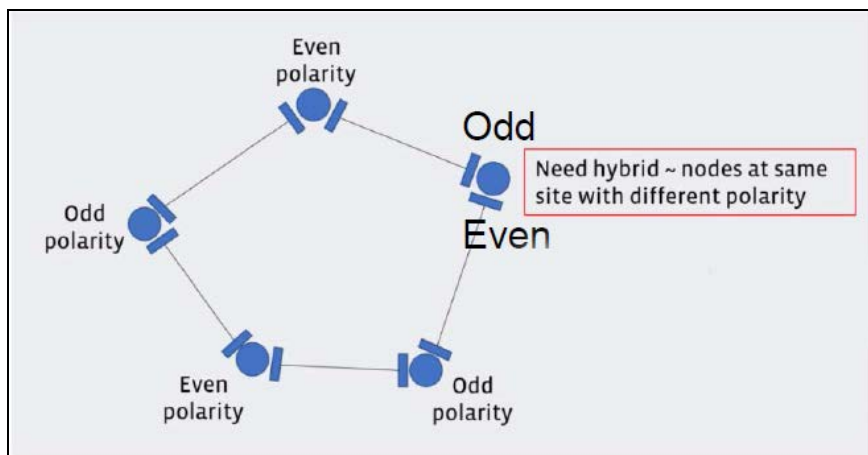 Even
polarity
Odd
Need hybrid ~ nodes at same
site with different polarity
Odd
polarity
Even
Even
polarity
Odd
polarity